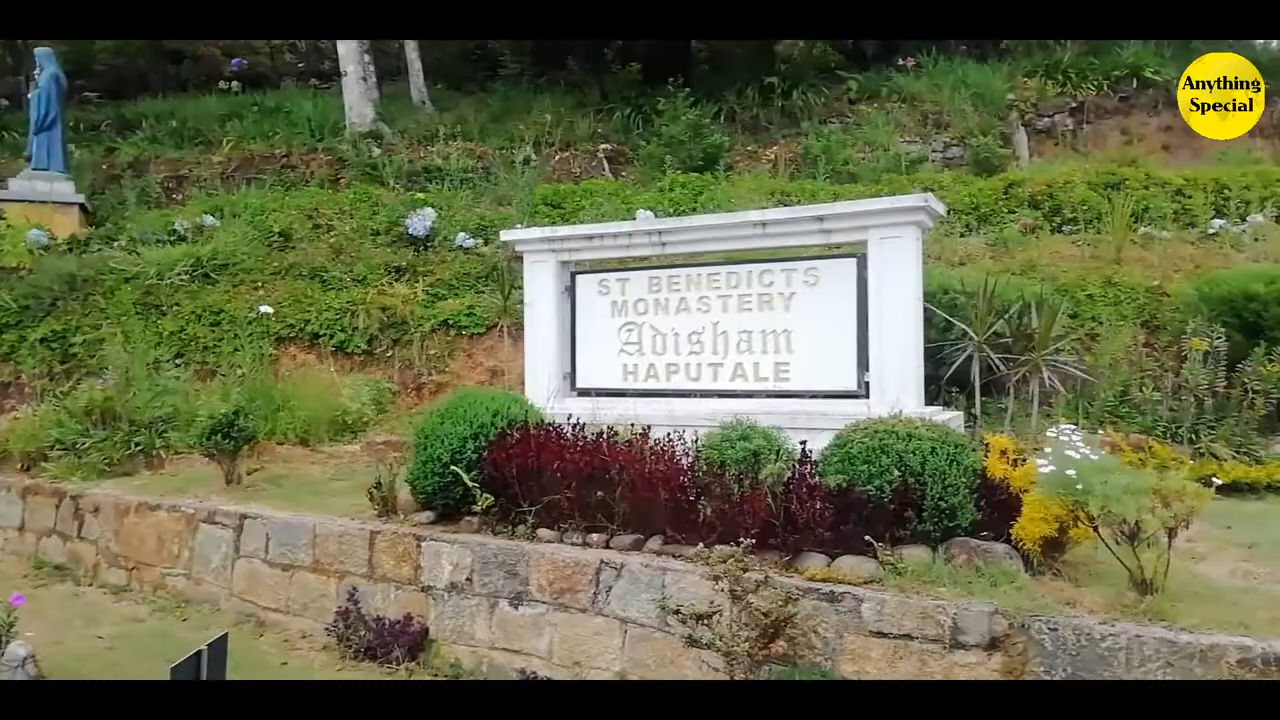 Anything
Special
ST BENEDICTS
MONASTERY
Adisham
HAPUTALE